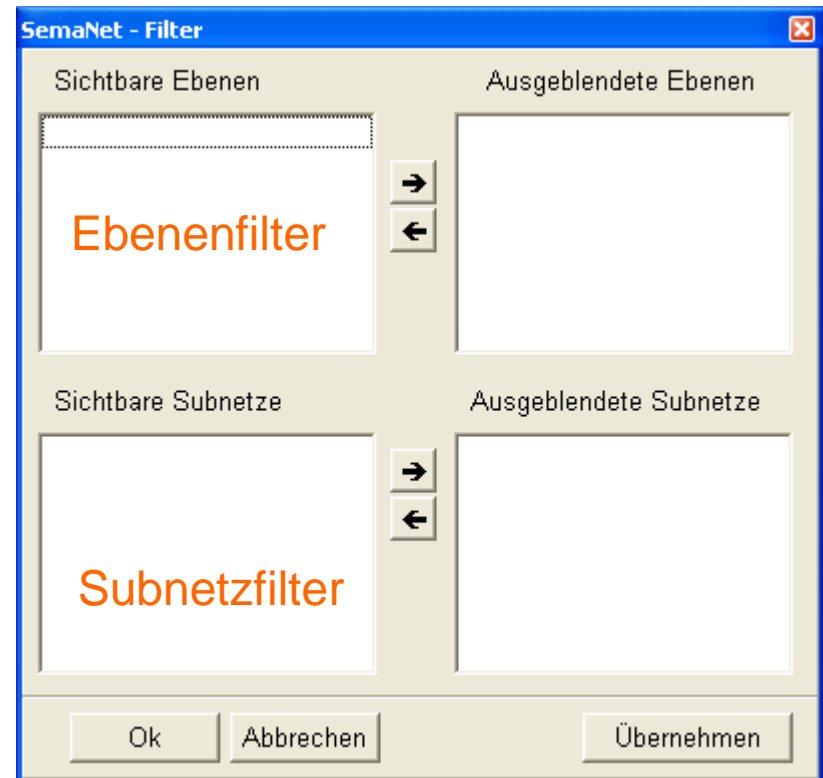 SemaNet - Filter
Sichtbare Ebenen
Ausgeblendete Ebenen
Ebenenfilter
Sichtbare Subnetze
Ausgeblendete Subnetze
Subnetzfilter
Ok
Abbrechen
Übernehmen